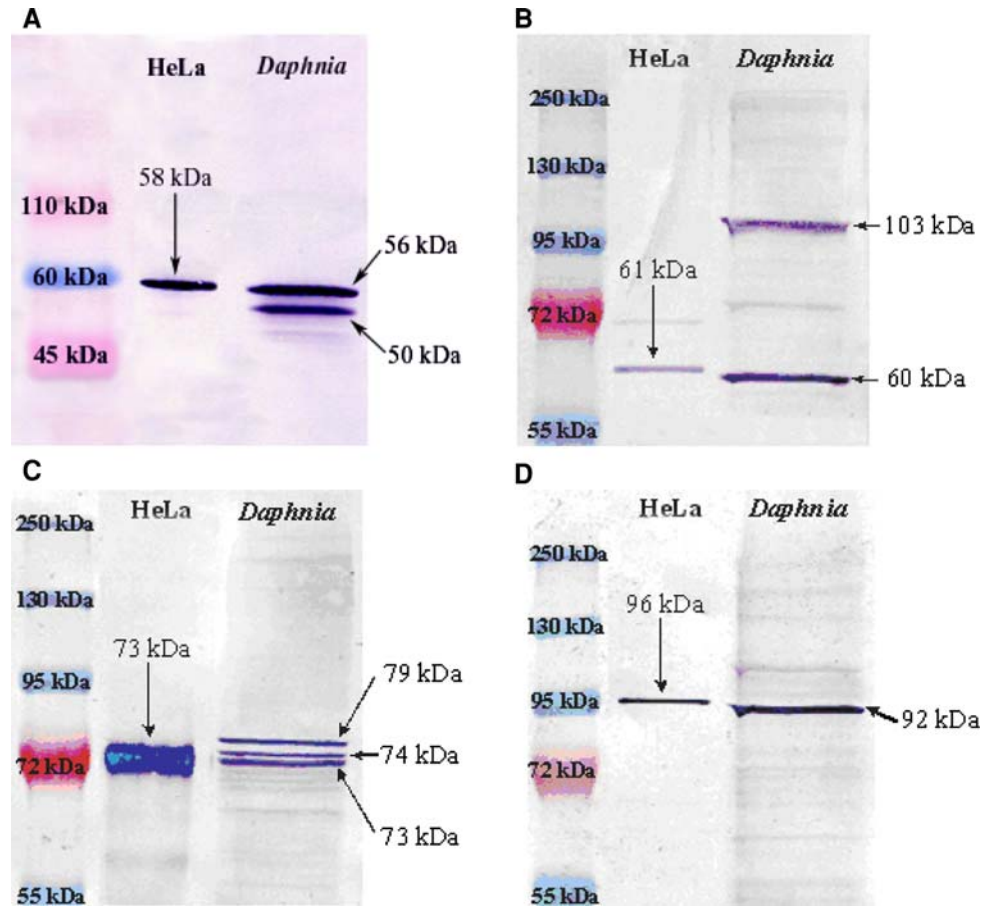 A
HeLa Daphnia
58 kDa
110 kDa
56 kDa
60 kDa
50 kDa
45 kDa
B
HeLa Daphnia
250 kDa
130 kDa
103 kDa
95 kDa
61 kDa
72 kDa
60 kDa
55 kDa
C
HeLa Daphnia
250 kDa
130 kDa
73 kDa
79 kDa
95 kDa
74 kDa
72 kDa
73 kDa
55 kDa
D
HeLa Daphnia
250 kDa
96 kDa
130 kDa
95 kDa
92 kDa
72 kDa
55 kDa